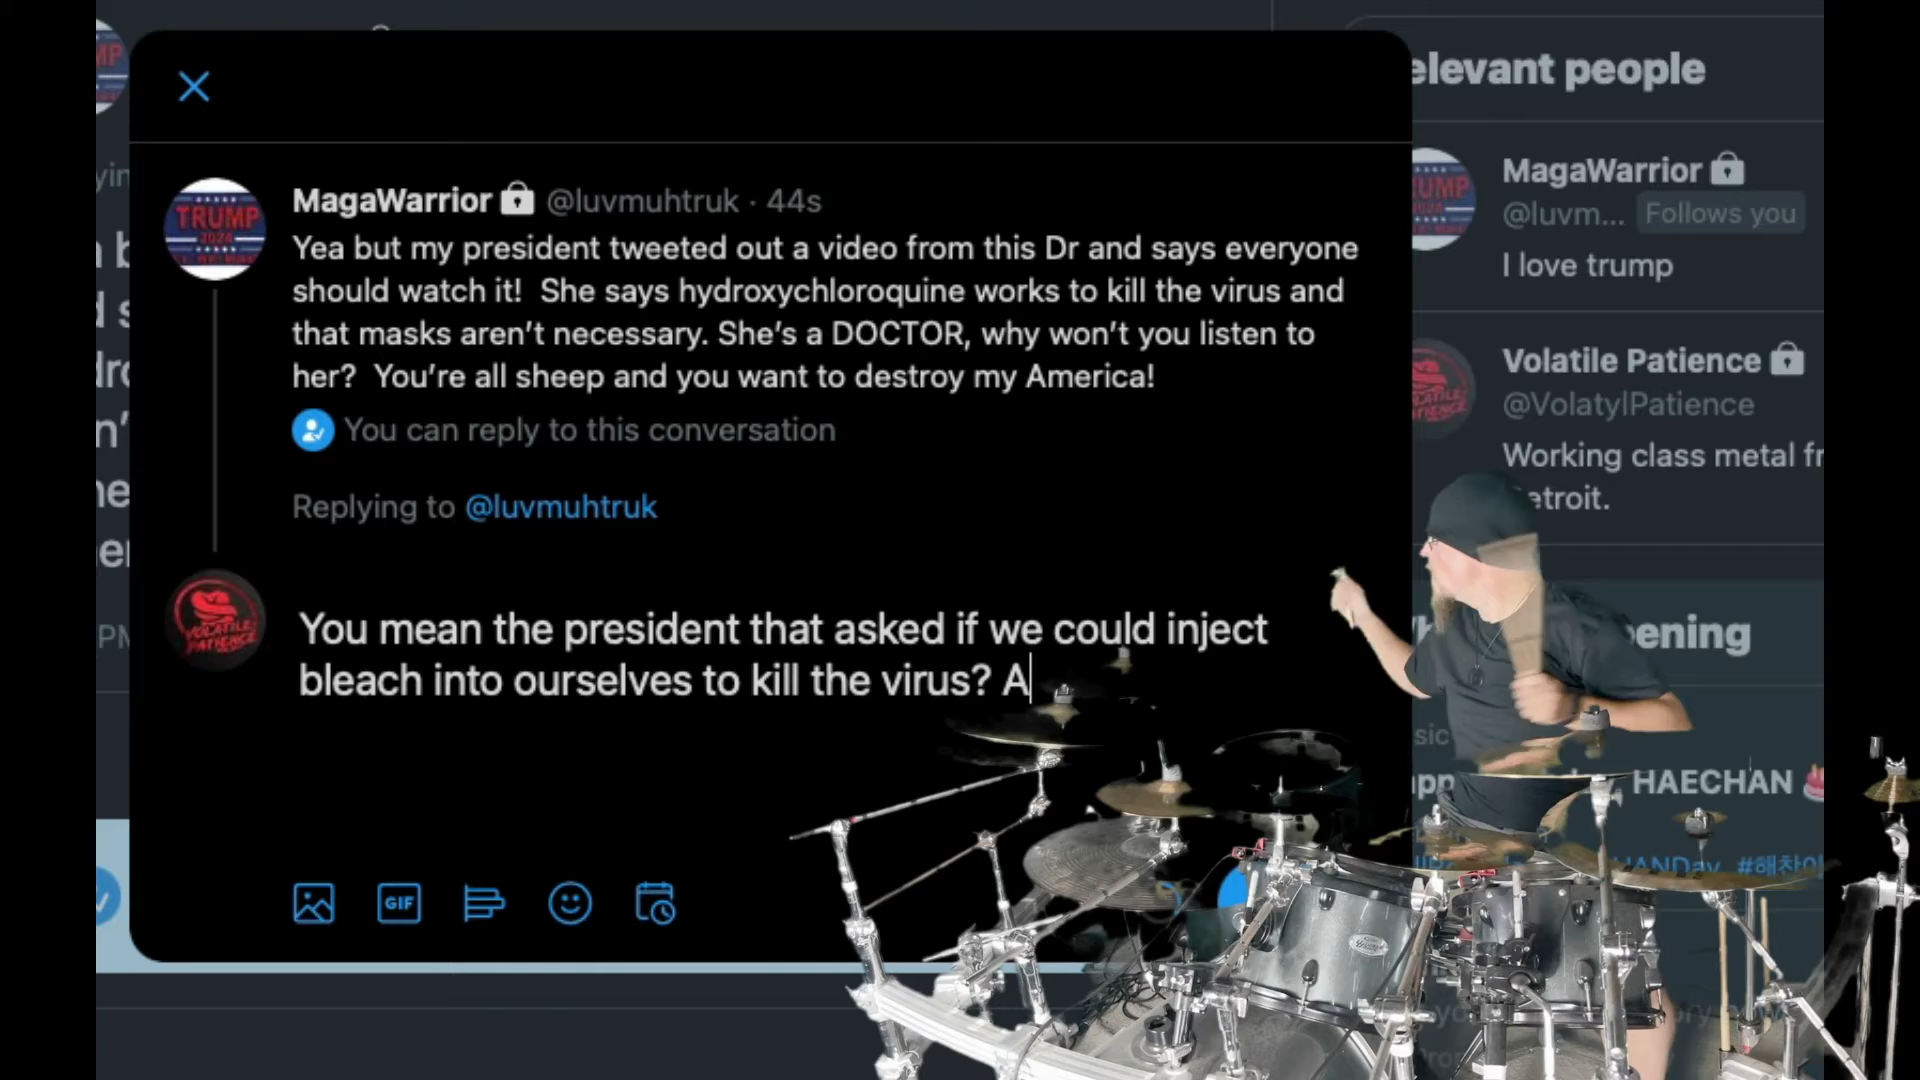 elevant people
MagaWarrior @luvmuhtruk · 44s
Yea but my president tweeted out a video from this Dr and says everyone
should watch it!  She says hydroxychloroquine works to kill the virus and
that masks aren't necessary. She's a DOCTOR, why won't you listen to
her?  You're all sheep and you want to destroy my America!
You can reply to this conversation
Replying to @luvmuhtruk
You mean the president that asked if we could inject
bleach into ourselves to kill the virus? A
GIF
TRUMP
2024
VOLATILE
PATIENCE
MagaWarrior
@luvm... Follows you
I love trump
Volatile Patience
@VolatylPatience
Working class metal fr
etroit.
ening
sic
HAECHAN